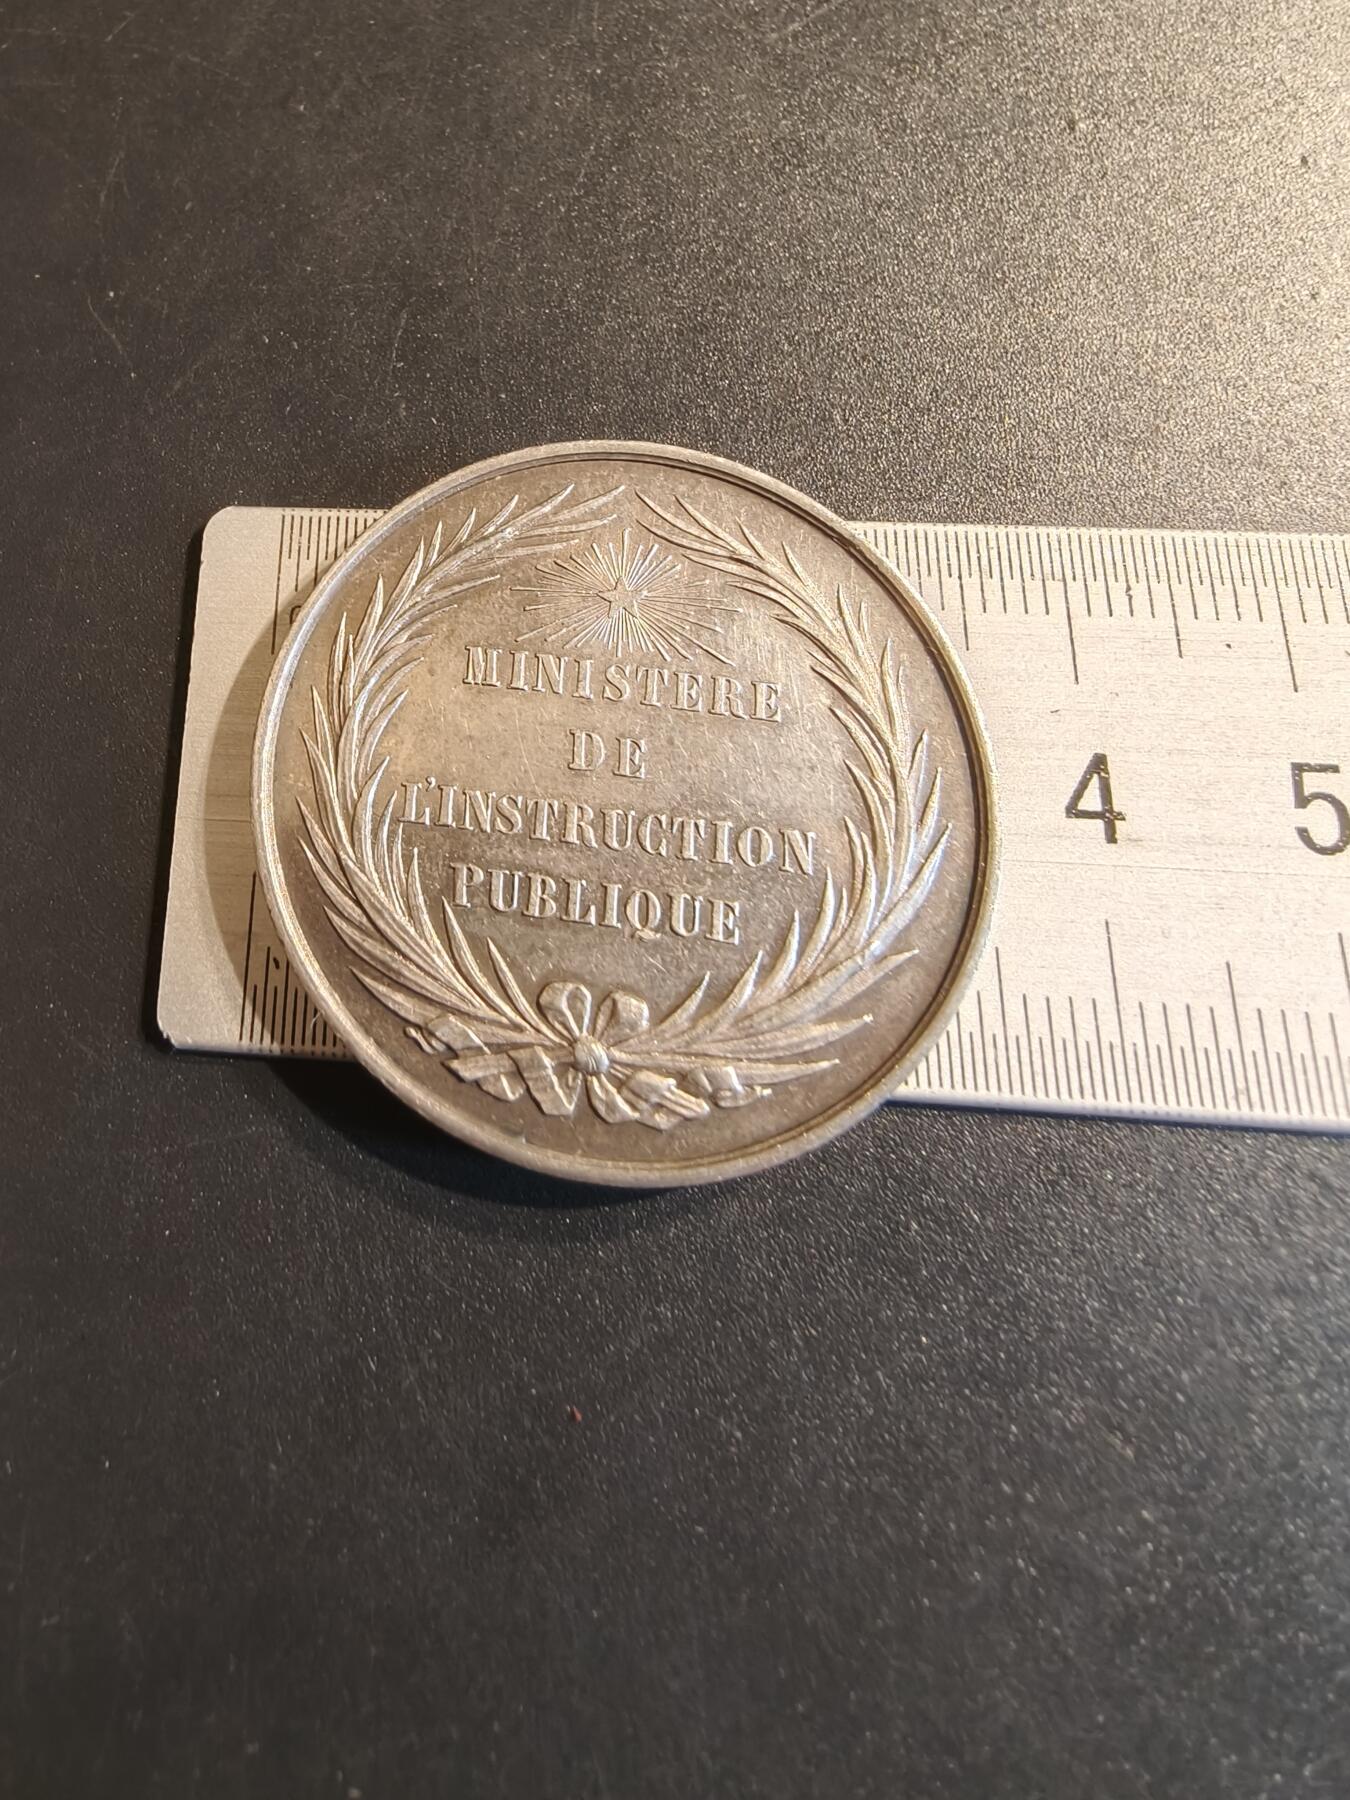 MINISTERE
DE
L'INSTRUCTION
PUBLIQUE
4
5